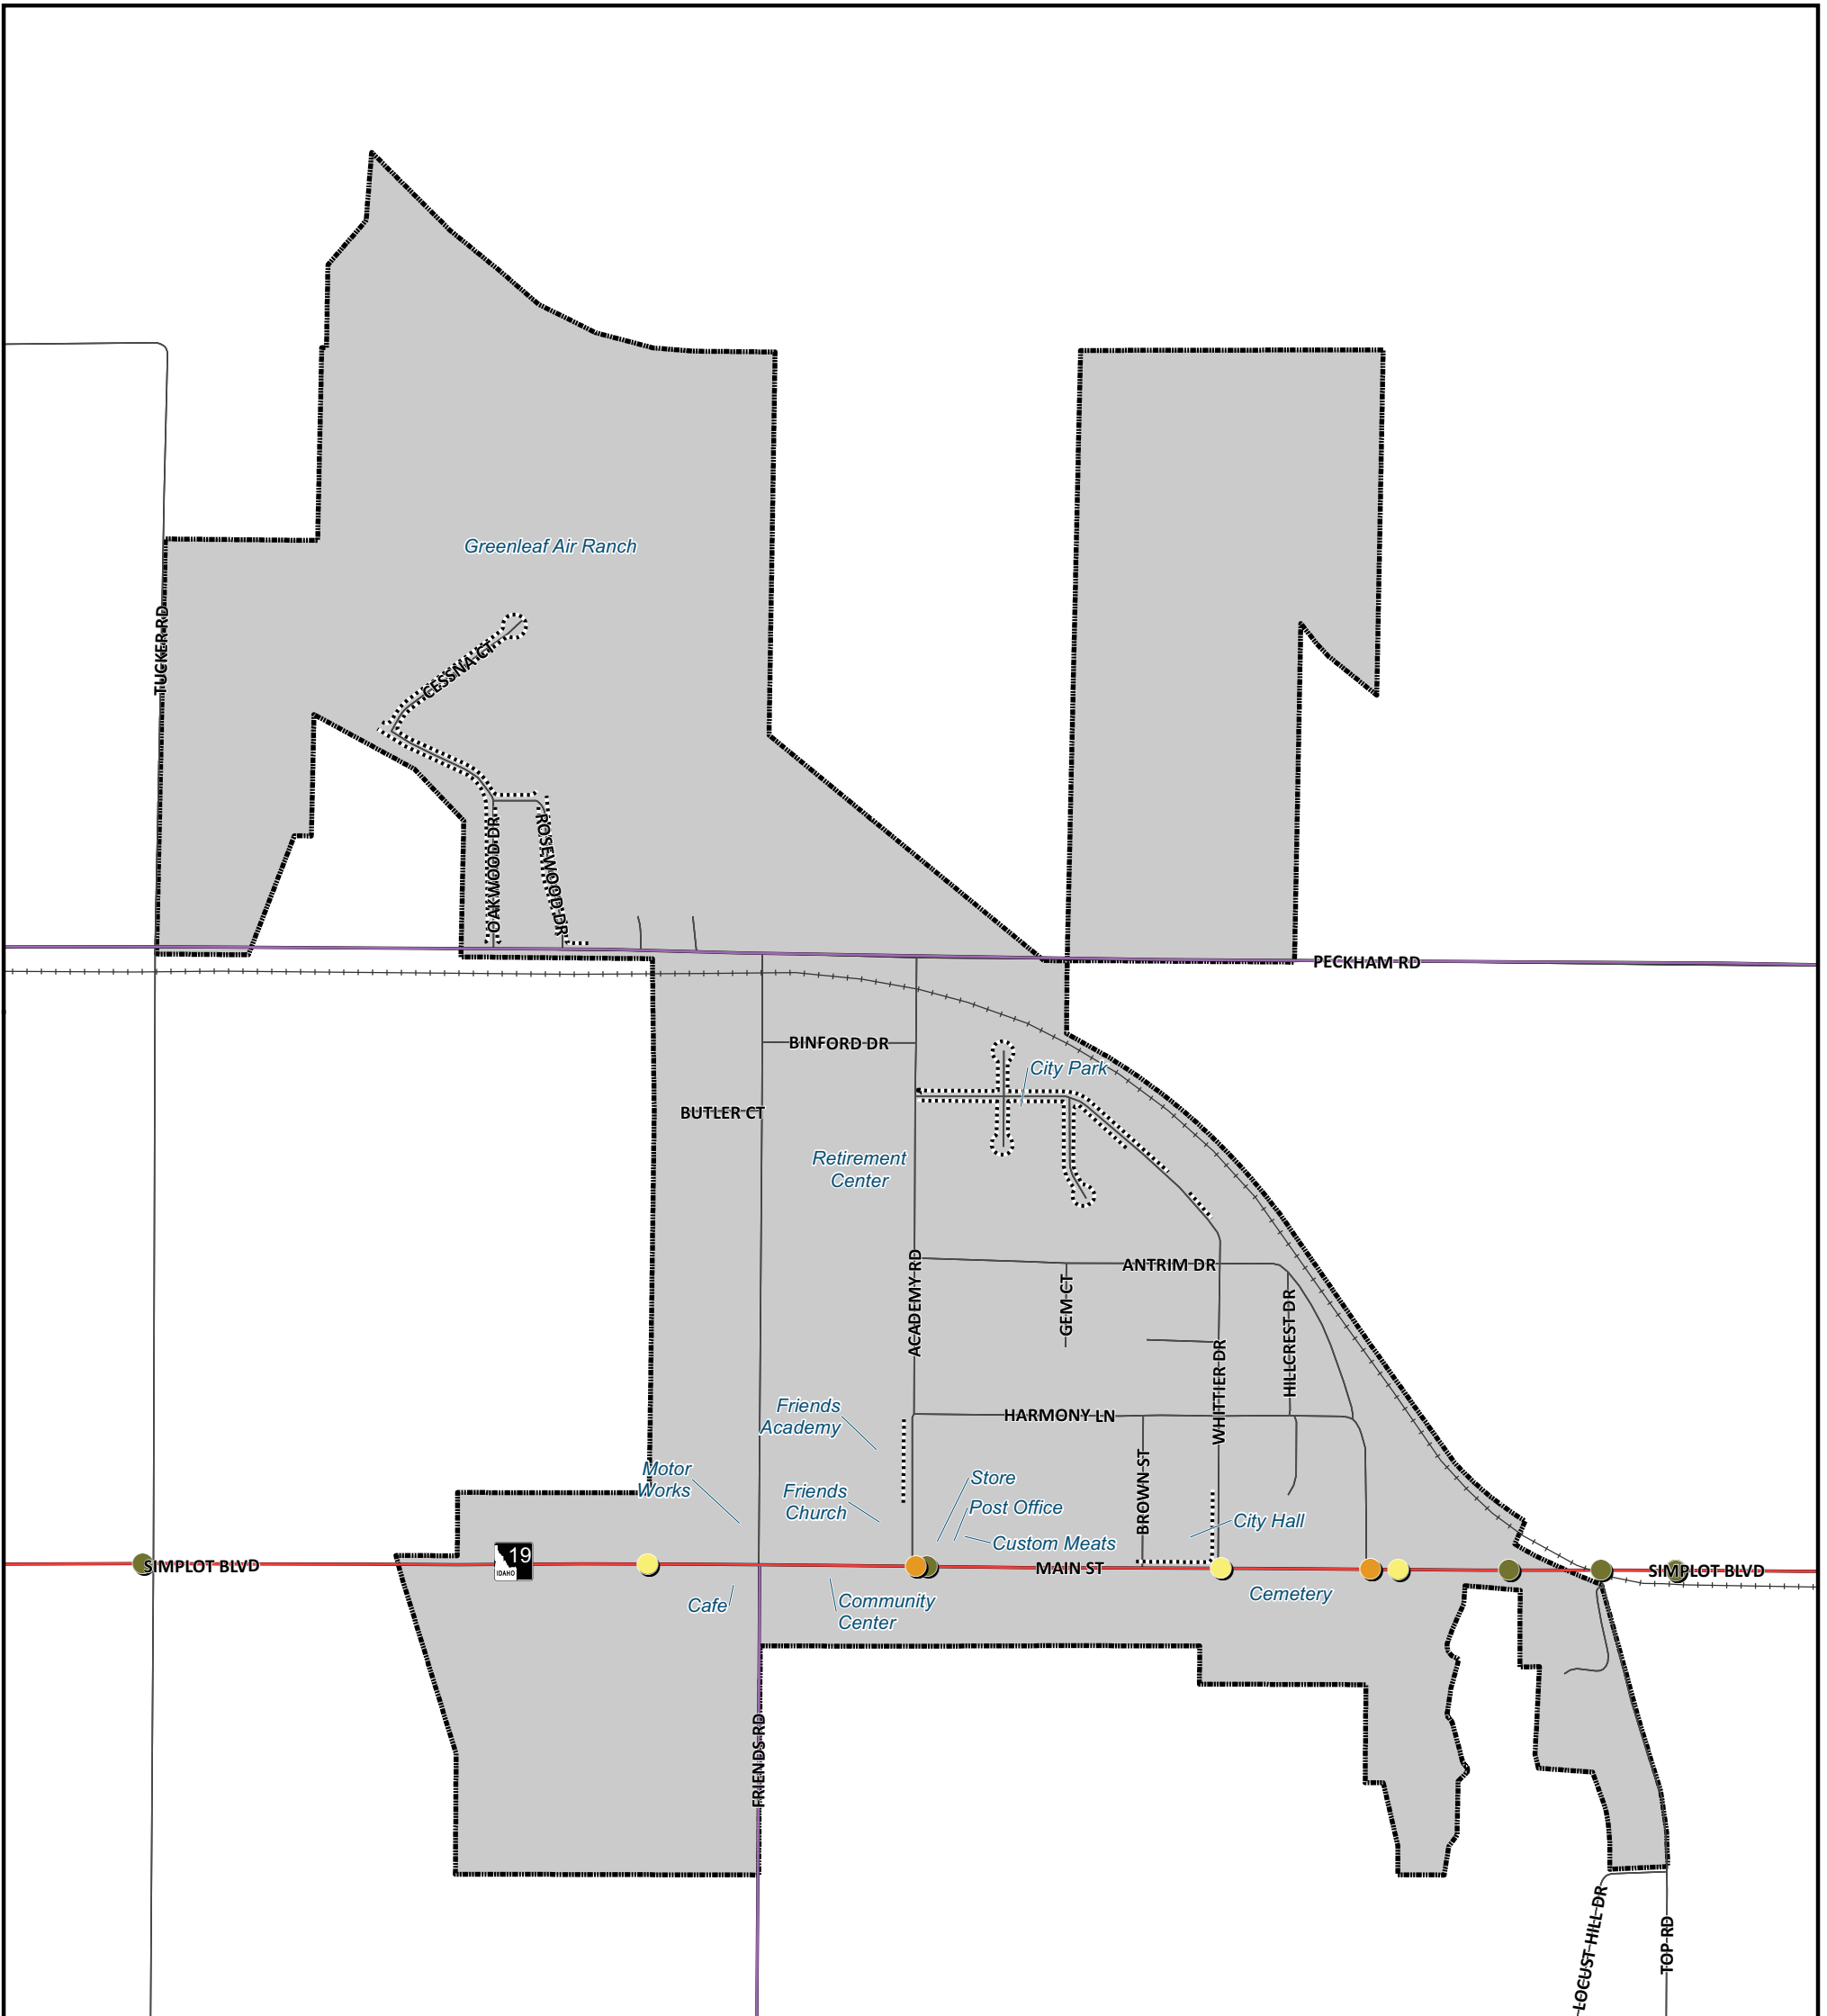 Greenleaf Air Ranch
TUCKER RD
CESSNA CT
OAKWOOD DR
ROSEWOOD DR
PECKHAM RD
BINFORD DR
City Park
BUTLER CT
Retirement
Center
ACADEMY RD
ANTRIM DR
GEM CT
HILLCREST DR
WHITTIER DR
Friends
Academy
HARMONY LN
Motor
Works
Friends
Church
Store
Post Office
Custom Meats
BROWN ST
City Hall
SIMPLOT BLVD
19
IDAHO
MAIN ST
SIMPLOT BLVD
Cafe
Community
Center
Cemetery
FRIENDS RD
LOCUST HILL DR
TOP RD